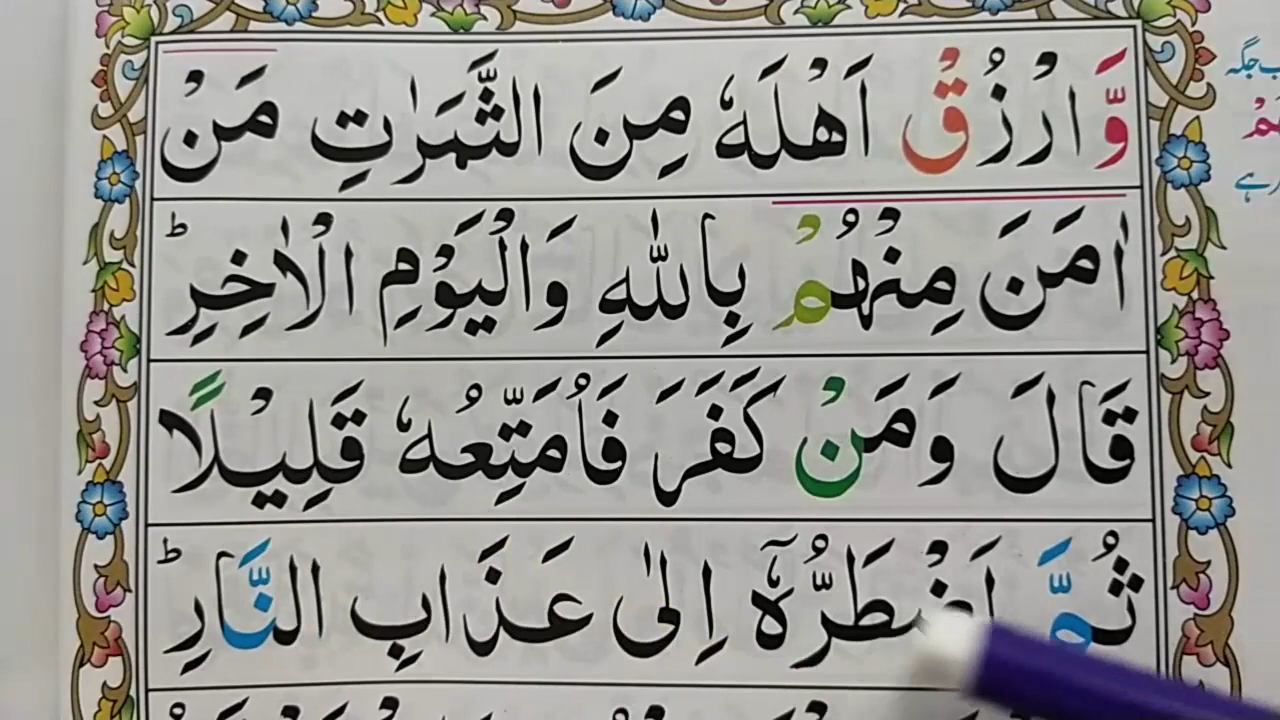 وَّارْزُقْ اَهْلَهٗ مِنَ الثَّمَرٰتِ مَنْ
اٰمَنَ مِنْهُمْ بِاللّٰهِ وَالْيَوْمِ الْاٰخِرِ ؕ
قَالَ وَمَنْ كَفَرَ فَاُمَتِّعُهٗ قَلِيْلًا
ثُمَّ اَضْطَرُّهٗۤ اِلٰى عَذَابِ النَّارِ ؕ